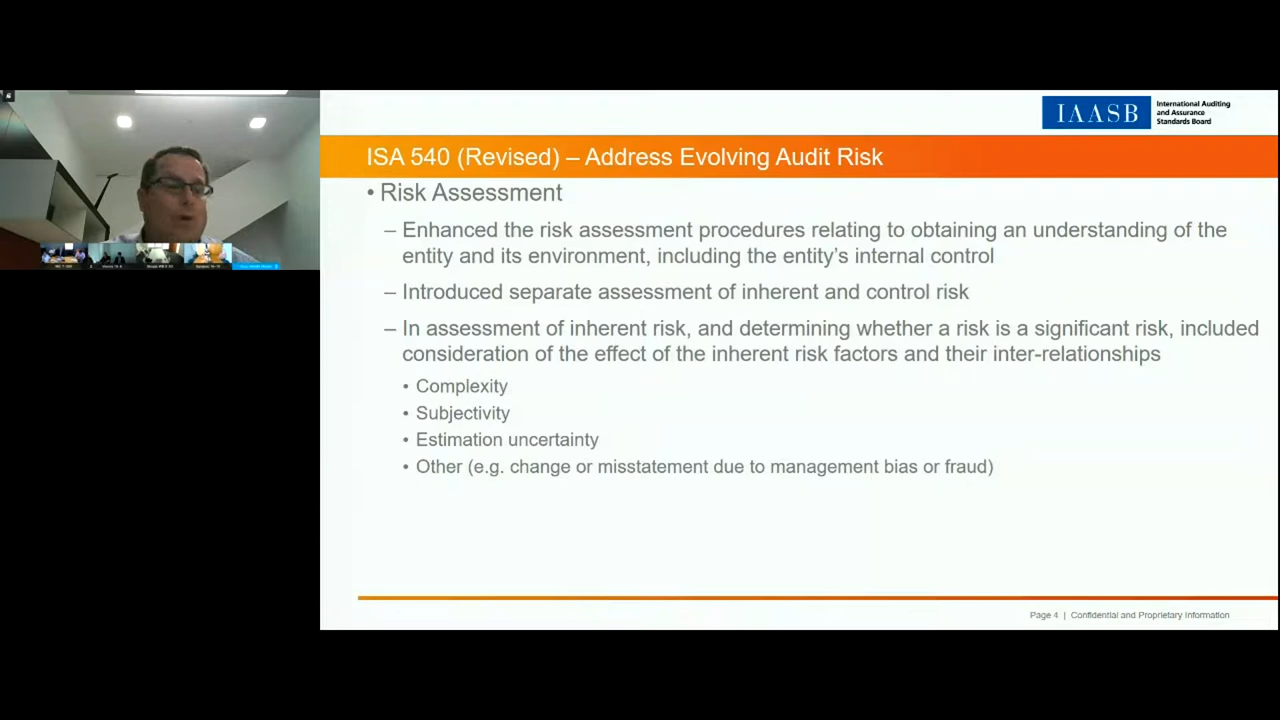 IAASB
International Auditing
and Assurance
Standards Board
ISA 540 (Revised) – Address Evolving Audit Risk
• Risk Assessment
– Enhanced the risk assessment procedures relating to obtaining an understanding of the
entity and its environment, including the entity's internal control
– Introduced separate assessment of inherent and control risk
– In assessment of inherent risk, and determining whether a risk is a significant risk, included
consideration of the effect of the inherent risk factors and their inter-relationships
• Complexity
• Subjectivity
• Estimation uncertainty
• Other (e.g. change or misstatement due to management bias or fraud)
Page 4 | Confidential and Proprietary Information